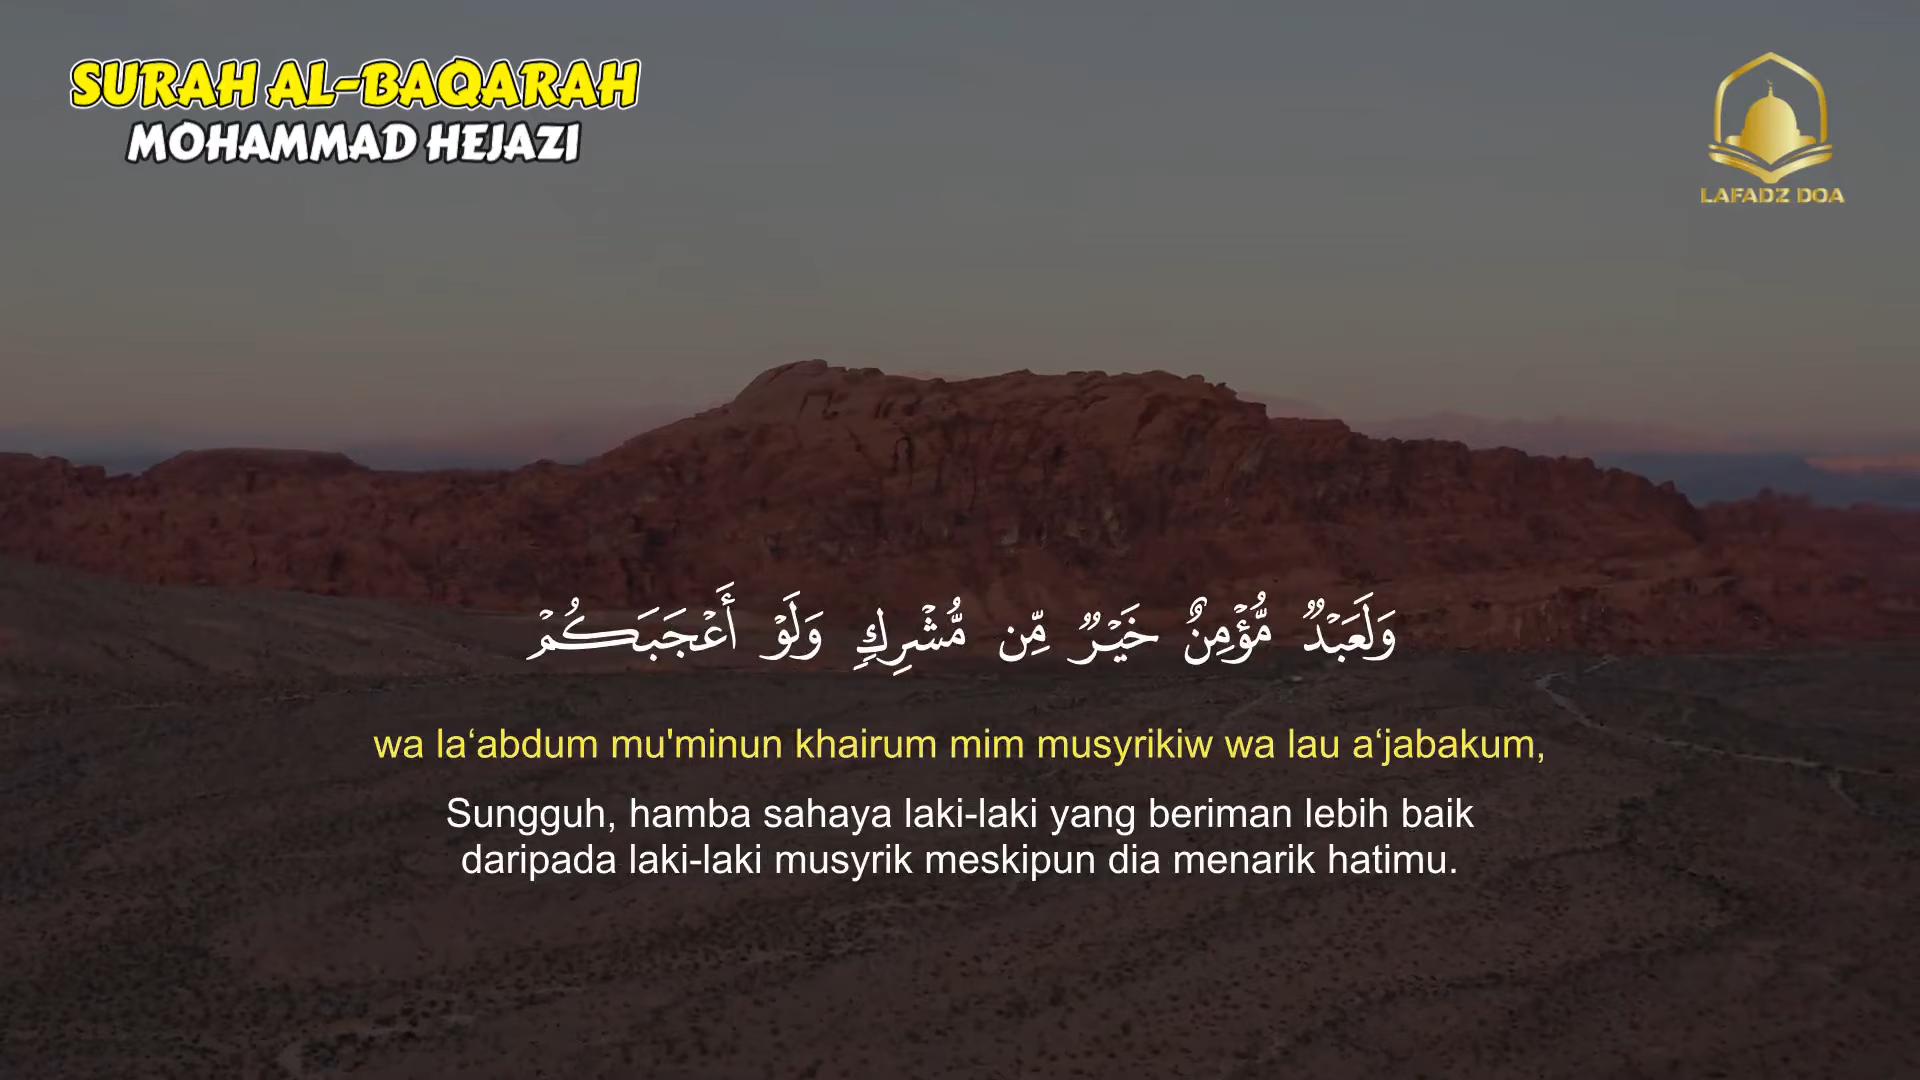 SURAH AL-BAQARAH
MOHAMMAD HEJAZI
LAFADZ DOA
وَلَعَبْدٌ مُّؤْمِنٌ خَيْرٌ مِّن مُّشْرِكٍ وَلَوْ أَعْجَبَكُمْ
wa la‘abdum mu'minun khairum mim musyrikiw wa lau a‘jabakum,
Sungguh, hamba sahaya laki-laki yang beriman lebih baik
daripada laki-laki musyrik meskipun dia menarik hatimu.